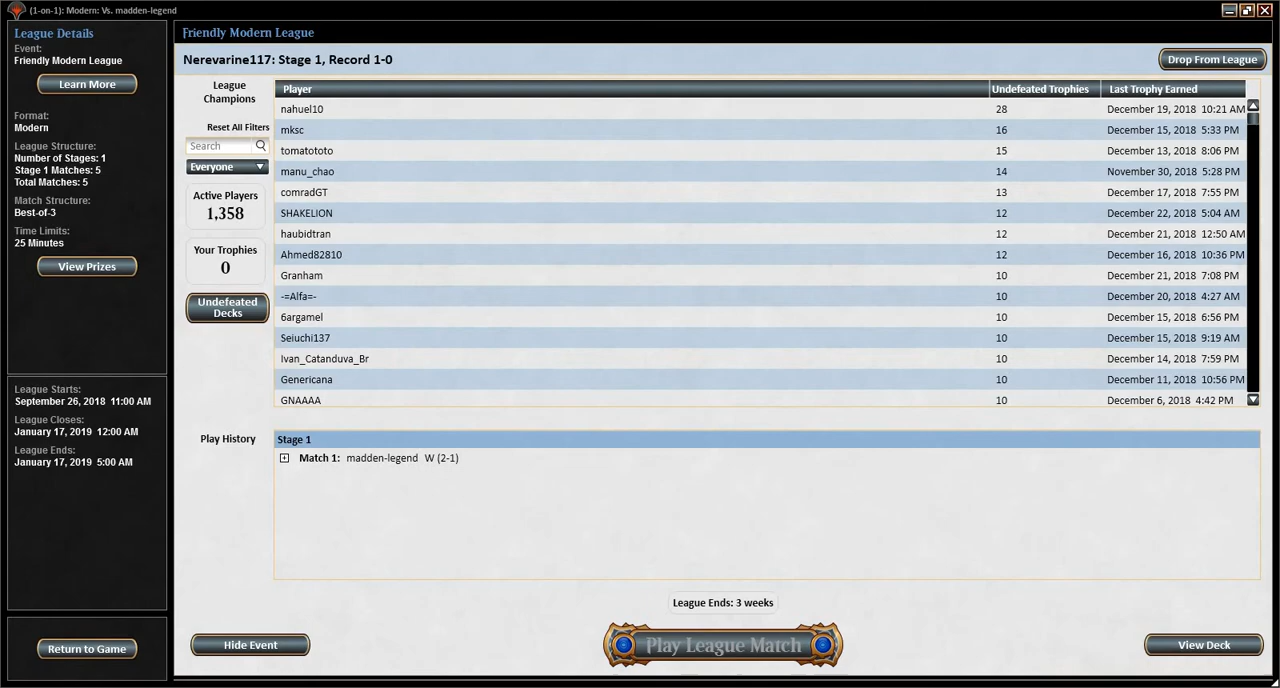 (1-on-1): Modern: Vs. madden-legend
League Details
Event:
Friendly Modern League
Learn More
Format:
Modern
League Structure:
Number of Stages: 1
Stage 1 Matches: 5
Total Matches: 5
Match Structure:
Best-of-3
Time Limits:
25 Minutes
View Prizes
League Starts:
September 26, 2018 11:00 AM
League Closes:
January 17, 2019 12:00 AM
League Ends:
January 17, 2019 5:00 AM
Return to Game
Friendly Modern League
Nerevarine117: Stage 1, Record 1-0
Drop From League
League
Champions
Reset All Filters
Search
Everyone
Active Players
1,358
Your Trophies
0
Undefeated
Decks
Player Undefeated Trophies Last Trophy Earned
nahuel10 28 December 19, 2018 10:21 AM
mksc 16 December 15, 2018 5:33 PM
tomatototo 15 December 13, 2018 8:06 PM
manu_chao 14 November 30, 2018 5:28 PM
comradGT 13 December 17, 2018 7:55 PM
SHAKELION 12 December 22, 2018 5:04 AM
haubidtran 12 December 21, 2018 12:50 AM
Ahmed82810 12 December 16, 2018 10:36 PM
Granham 10 December 21, 2018 7:08 PM
-=Alfa=- 10 December 20, 2018 4:27 AM
6argamel 10 December 15, 2018 6:56 PM
Seiuchi137 10 December 15, 2018 9:19 AM
Ivan_Catanduva_Br 10 December 14, 2018 7:59 PM
Genericana 10 December 11, 2018 10:56 PM
GNAAAA 10 December 6, 2018 4:42 PM
Play History
Stage 1
Match 1: madden-legend W (2-1)
League Ends: 3 weeks
Hide Event
Play League Match
View Deck